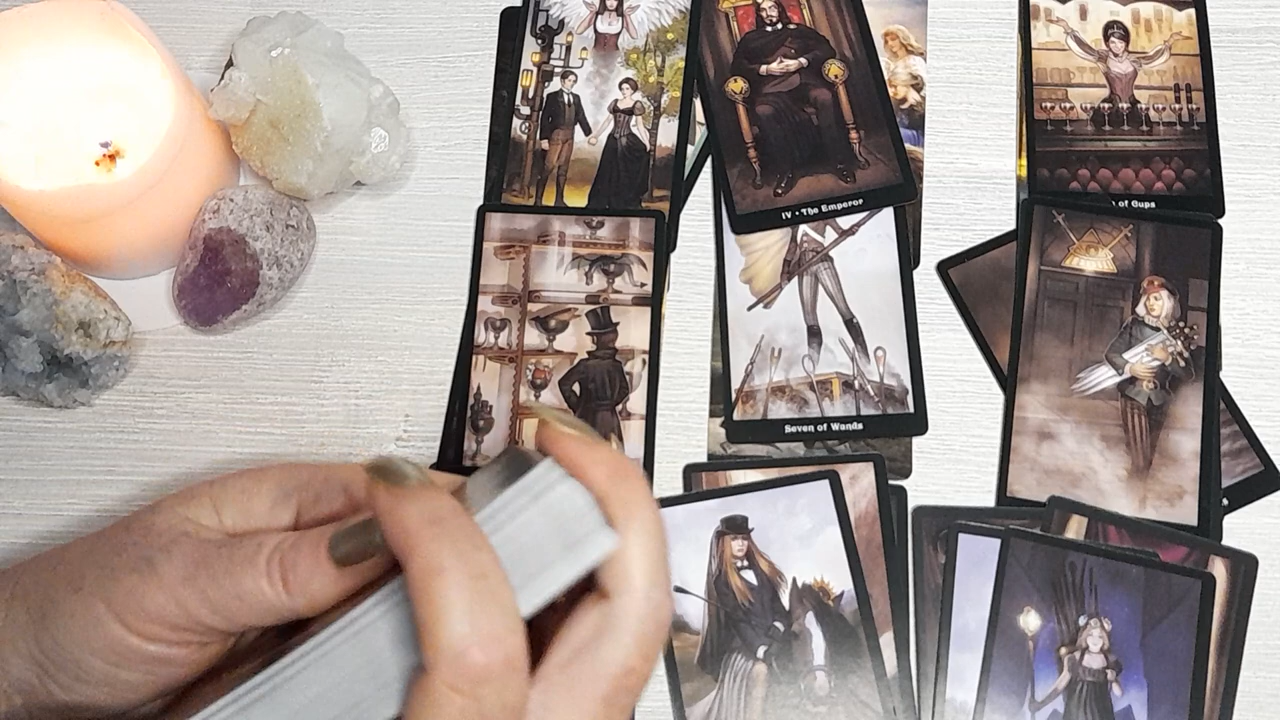 IV • The Emperor
of Cups
Seven of Wands